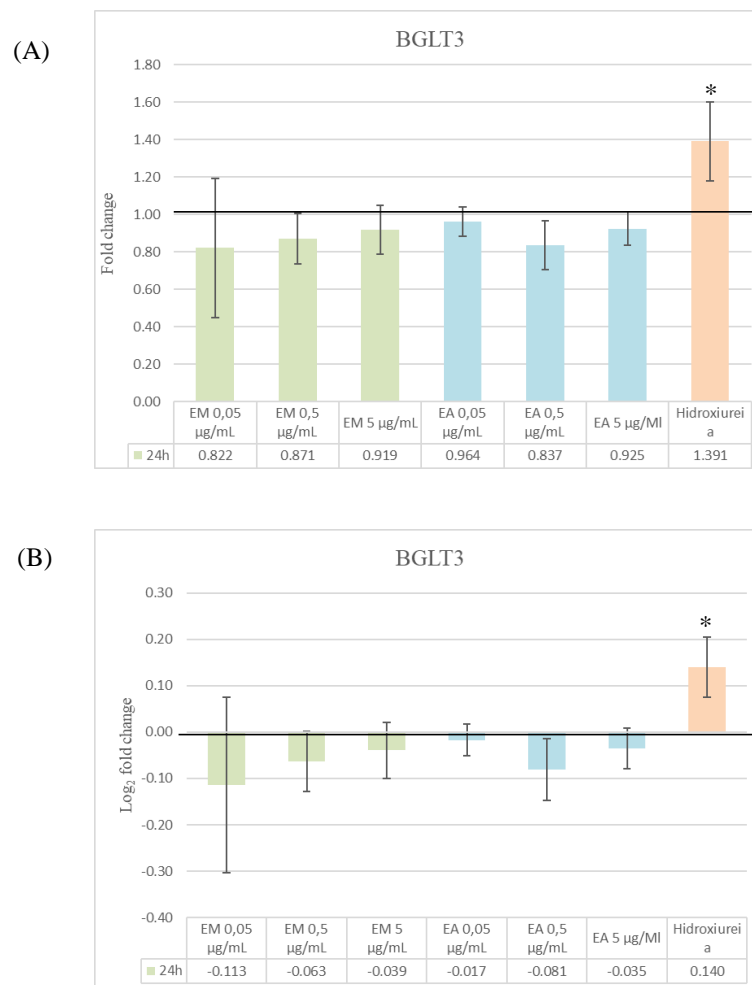 (A)
BGLT3
1.80
1.60
1.40
1.20
1.00
0.80
0.60
0.40
0.20
0.00
Fold change
*
EM 0,05 EM 0,5 EM 5 µg/mL EA 0,05 EA 0,5 EA 5 µg/Ml Hidroxiurei
µg/mL µg/mL µg/mL µg/mL a
24h 0.822 0.871 0.919 0.964 0.837 0.925 1.391
(B)
BGLT3
0.30
0.20
0.10
0.00
-0.10
-0.20
-0.30
-0.40
Log₂ fold change
*
EM 0,05 EM 0,5 EM 5 EA 0,05 EA 0,5 EA 5 µg/Ml Hidroxiurei
µg/mL µg/mL µg/mL µg/mL µg/mL a
24h -0.113 -0.063 -0.039 -0.017 -0.081 -0.035 0.140